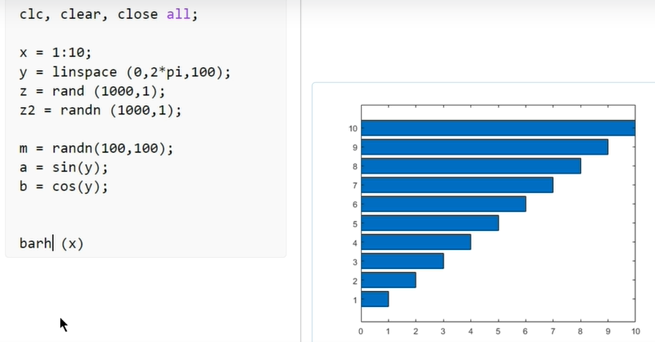 clc, clear, close all;
x = 1:10;
y = linspace (0,2*pi,100);
z = rand (1000,1);
z2 = randn (1000,1);
m = randn(100,100);
a = sin(y);
b = cos(y);
barh (x)
10
9
8
7
6
5
4
3
2
1
0 1 2 3 4 5 6 7 8 9 10